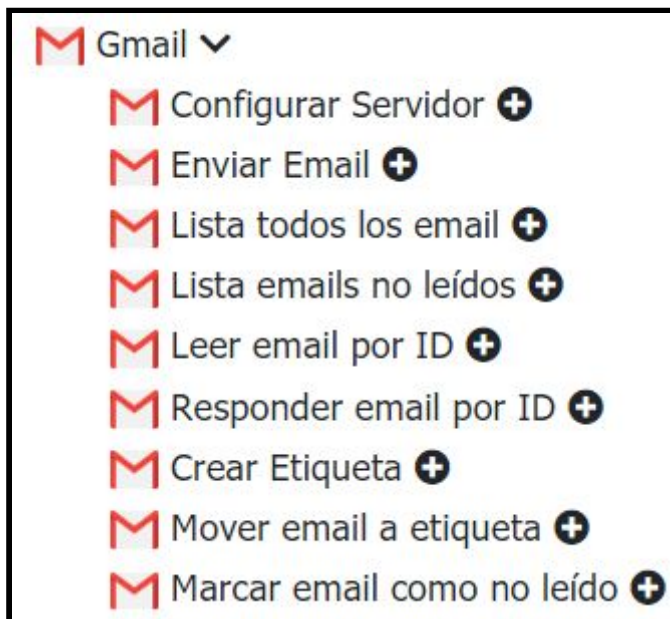 Gmail
Configurar Servidor
Enviar Email
Lista todos los email
Lista emails no leídos
Leer email por ID
Responder email por ID
Crear Etiqueta
Mover email a etiqueta
Marcar email como no leído